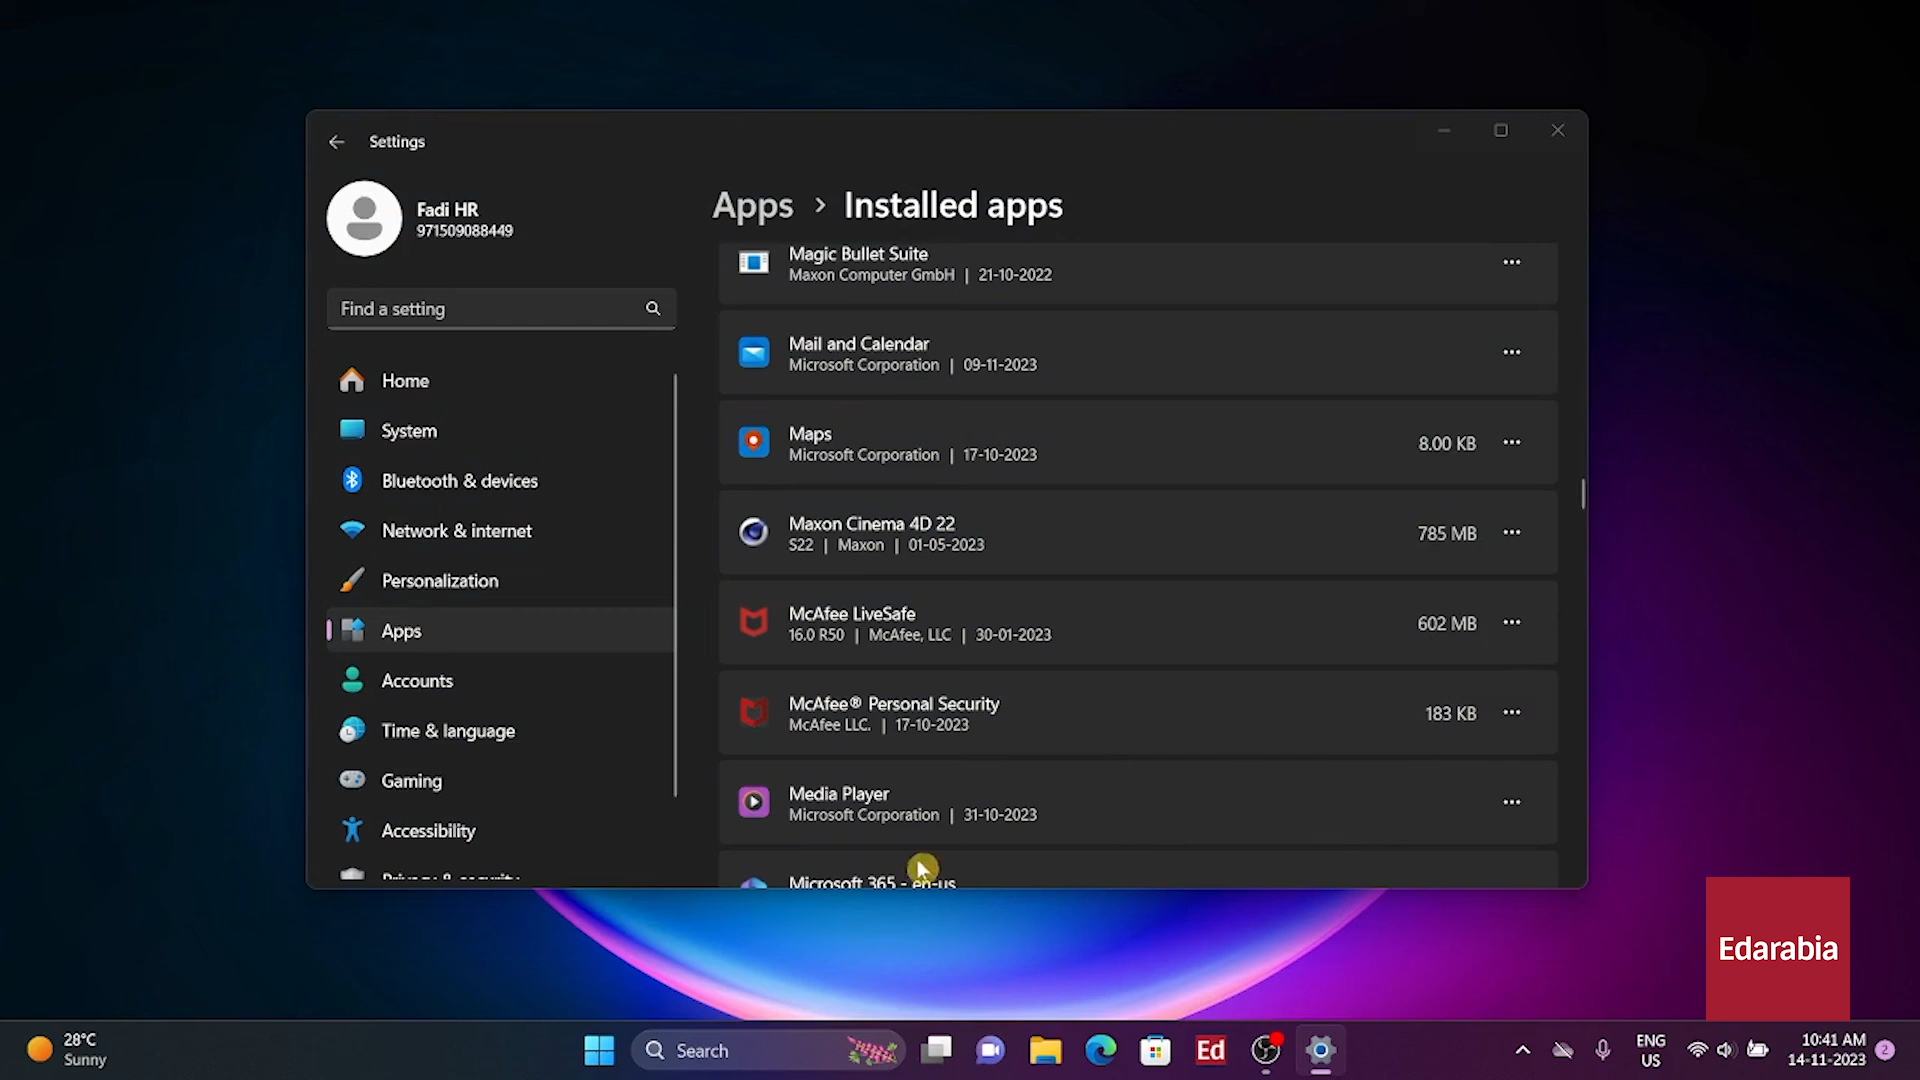 Settings
Fadi HR
971509088449
Find a setting
Home
System
Bluetooth & devices
Network & internet
Personalization
Apps
Accounts
Time & language
Gaming
Accessibility
Privacy & security
Apps > Installed apps
Magic Bullet Suite
Maxon Computer GmbH | 21-10-2022
Mail and Calendar
Microsoft Corporation | 09-11-2023
Maps
Microsoft Corporation | 17-10-2023
8.00 KB
Maxon Cinema 4D 22
S22 | Maxon | 01-05-2023
785 MB
McAfee LiveSafe
16.0 R50 | McAfee, LLC | 30-01-2023
602 MB
McAfee® Personal Security
McAfee LLC. | 17-10-2023
183 KB
Media Player
Microsoft Corporation | 31-10-2023
Microsoft 365 - en-us
Edarabia
28°C
Sunny
Search
Ed
ENG
US
10:41 AM
14-11-2023
2